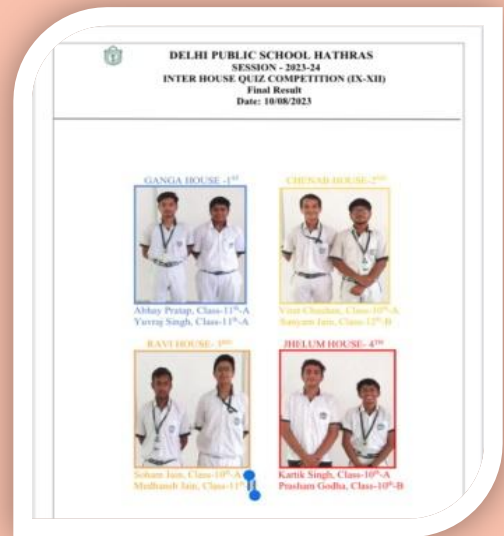 DELHI PUBLIC SCHOOL HATHRAS
SESSION - 2023-24
INTER HOUSE QUIZ COMPETITION (IX-XII)
Final Result
Date: 10/08/2023
GANGA HOUSE -1ST
CHENAB HOUSE-2ND
Abhay Pratap, Class-11th-A
Yuvraj Singh, Class-11th-A
Virat Chauhan, Class-10th-A
Sanyam Jain, Class-12th-B
RAVI HOUSE- 3RD
JHELUM HOUSE- 4TH
Soham Jain, Class-10th-A
Jain, Class-11th
Kartik Singh, Class-10th-A
Prasham Godha, Class-10th-B